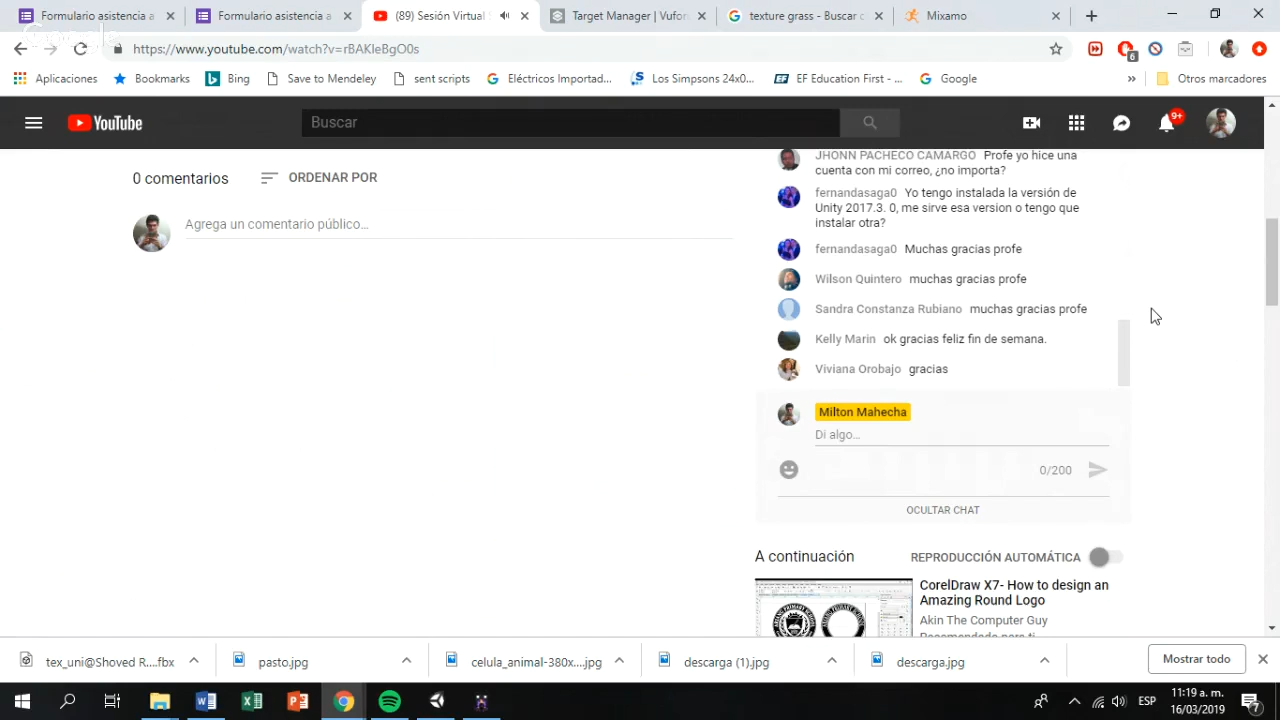 Formulario asistencia a
Formulario asistencia a
(89) Sesión Virtual S
Target Manager | Vufori
texture grass - Buscar c
Mixamo
https://www.youtube.com/watch?v=rBAKIeBgO0s
6
Aplicaciones
Bookmarks
Bing
Save to Mendeley
sent scripts
Eléctricos Importad...
Los Simpsons 24x0...
EF Education First - ...
Google
»
Otros marcadores
YouTube
Buscar
9+
0 comentarios
ORDENAR POR
Agrega un comentario público...
JHONN PACHECO CAMARGO Profe yo hice una
cuenta con mi correo, ¿no importa?
fernandasaga0 Yo tengo instalada la versión de
Unity 2017.3. 0, me sirve esa version o tengo que
instalar otra?
fernandasaga0 Muchas gracias profe
Wilson Quintero muchas gracias profe
Sandra Constanza Rubiano muchas gracias profe
Kelly Marin ok gracias feliz fin de semana.
Viviana Orobajo gracias
Milton Mahecha
Di algo...
0/200
OCULTAR CHAT
A continuación
REPRODUCCIÓN AUTOMÁTICA
CorelDraw X7- How to design an
Amazing Round Logo
Akin The Computer Guy
Recomendado para ti
tex_uni@Shoved R....fbx
pasto.jpg
celula_animal-380x....jpg
descarga (1).jpg
descarga.jpg
Mostrar todo
ESP
11:19 a. m.
16/03/2019
7